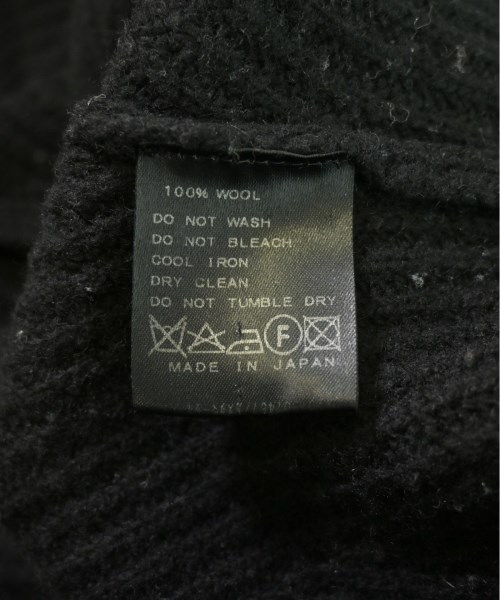 100% WOOL
DO NOT WASH
DO NOT BLEACH
COOL IRON
DRY CLEAN
DO NOT TUMBLE DRY
F
MADE IN JAPAN